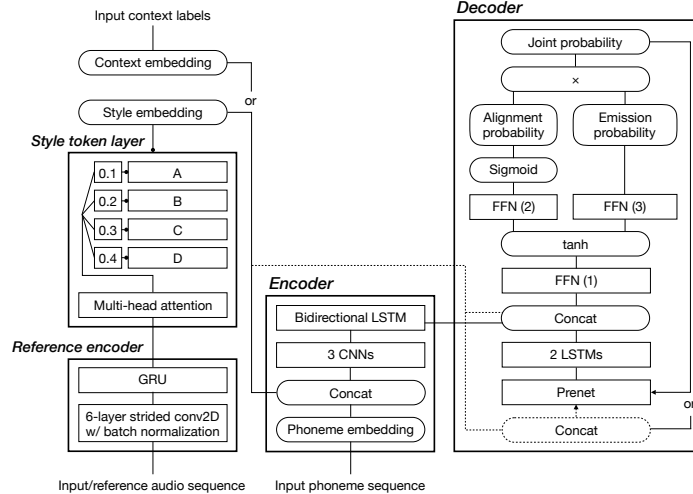 Input context labels
Context embedding
or
Style embedding
Style token layer
0.1 A
0.2 B
0.3 C
0.4 D
Multi-head attention
Reference encoder
GRU
6-layer strided conv2D
w/ batch normalization
Input/reference audio sequence
Encoder
Bidirectional LSTM
3 CNNs
Concat
Phoneme embedding
Input phoneme sequence
Decoder
Joint probability
×
Alignment
probability
Emission
probability
Sigmoid
FFN (2)
FFN (3)
tanh
FFN (1)
Concat
2 LSTMs
Prenet
or
Concat